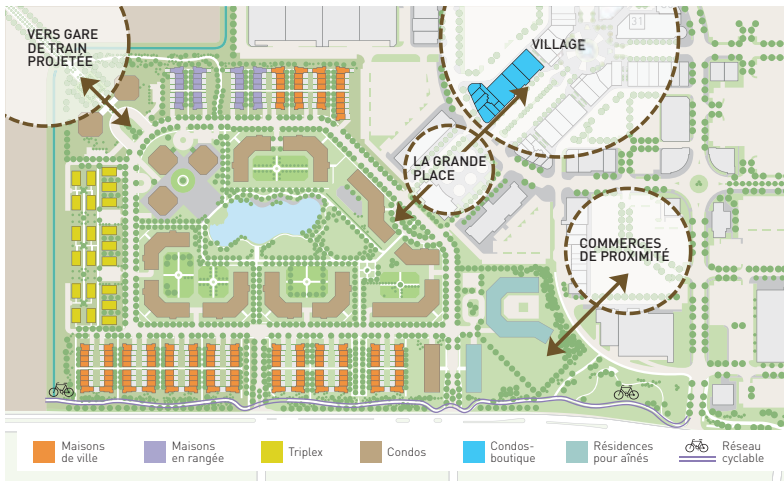 VERS GARE
DE TRAIN
PROJETÉE
VILLAGE
31
LA GRANDE
PLACE
COMMERCES
DE PROXIMITÉ
Maisons
de ville
Maisons
en rangée
Triplex
Condos
Condos-
boutique
Résidences
pour aînés
Réseau
cyclable